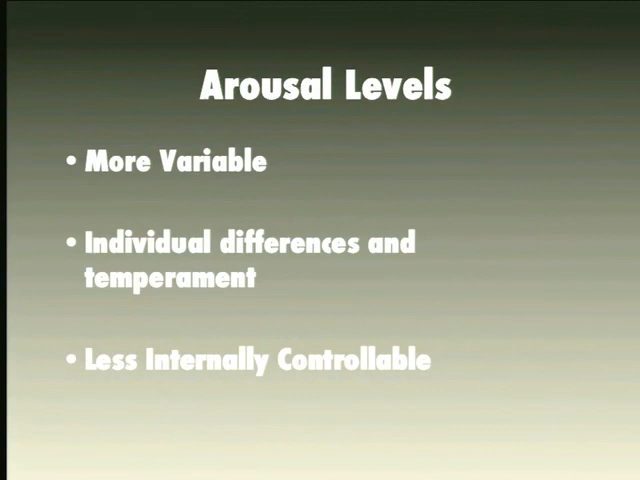 Arousal Levels
• More Variable
• Individual differences and
temperament
• Less Internally Controllable